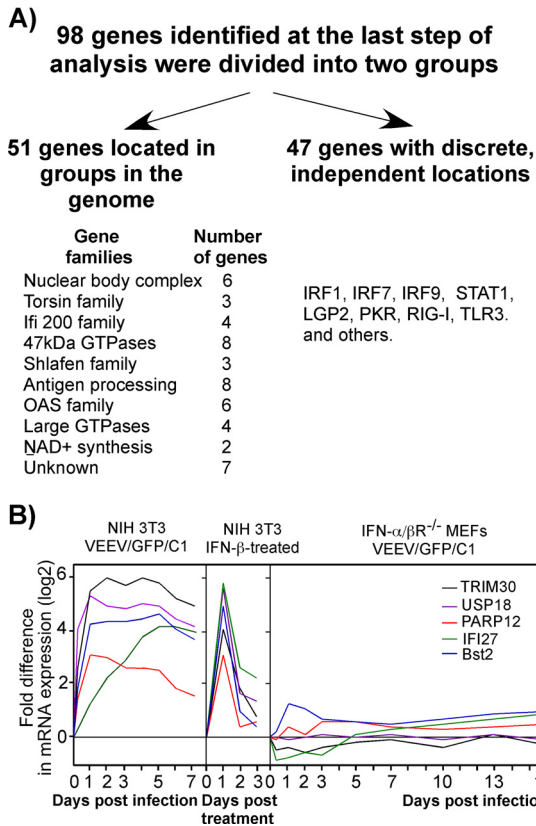 A)
98 genes identified at the last step of
analysis were divided into two groups
51 genes located in
groups in the
genome
47 genes with discrete,
independent locations
Gene
families
Number
of genes
Nuclear body complex 6
Torsin family 3
Ifi 200 family 4
47kDa GTPases 8
Shlafen family 3
Antigen processing 8
OAS family 6
Large GTPases 4
NAD+ synthesis 2
Unknown 7
IRF1, IRF7, IRF9, STAT1,
LGP2, PKR, RIG-I, TLR3.
and others.
B)
NIH 3T3
VEEV/GFP/C1
NIH 3T3
IFN-β-treated
IFN-α/βR-/- MEFs
VEEV/GFP/C1
Fold difference
in mRNA expression (log2)
6
4
2
0
TRIM30
USP18
PARP12
IFI27
Bst2
0 1 2 3 5 7
0 1 2 3
0 1 2 3 5 7 10 13
Days post infection
Days post
treatment
Days post infection